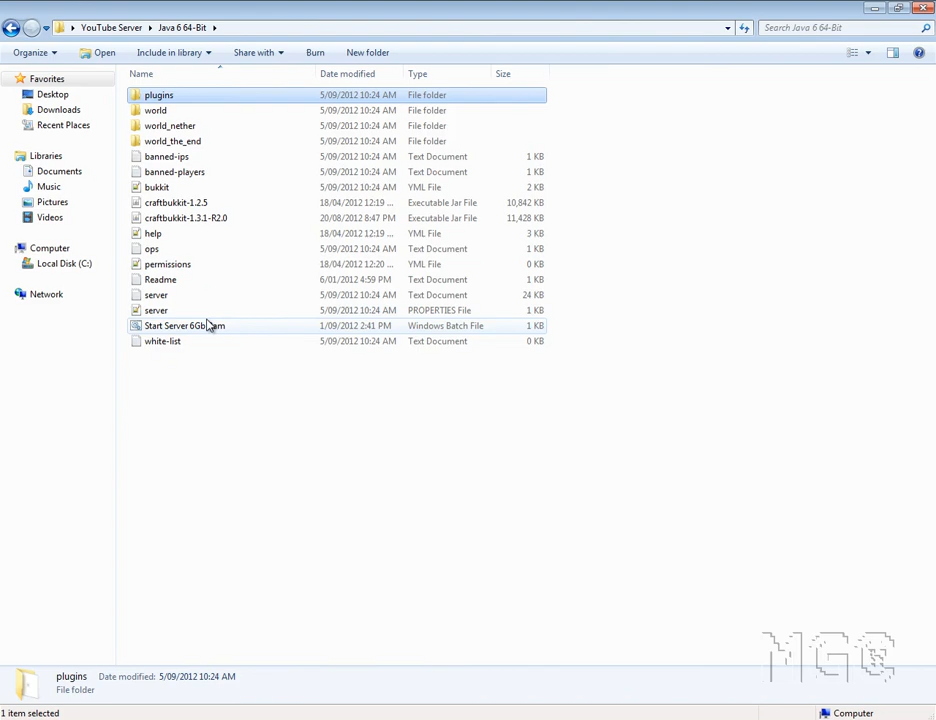 YouTube Server ▸ Java 6 64-Bit ▸
Search Java 6 64-Bit
Organize Open Include in library Share with Burn New folder
Name Date modified Type Size
Favorites
Desktop
Downloads
Recent Places
Libraries
Documents
Music
Pictures
Videos
Computer
Local Disk (C:)
Network
plugins 5/09/2012 10:24 AM File folder
world 5/09/2012 10:24 AM File folder
world_nether 5/09/2012 10:24 AM File folder
world_the_end 5/09/2012 10:24 AM File folder
banned-ips 5/09/2012 10:24 AM Text Document 1 KB
banned-players 5/09/2012 10:24 AM Text Document 1 KB
bukkit 5/09/2012 10:24 AM YML File 2 KB
craftbukkit-1.2.5 18/04/2012 12:19 ... Executable Jar File 10,842 KB
craftbukkit-1.3.1-R2.0 20/08/2012 8:47 PM Executable Jar File 11,428 KB
help 18/04/2012 12:19 ... YML File 3 KB
ops 5/09/2012 10:24 AM Text Document 1 KB
permissions 18/04/2012 12:20 ... YML File 0 KB
Readme 6/01/2012 4:59 PM Text Document 1 KB
server 5/09/2012 10:24 AM Text Document 24 KB
server 5/09/2012 10:24 AM PROPERTIES File 1 KB
Start Server 1/09/2012 2:41 PM Windows Batch File 1 KB
white-list 5/09/2012 10:24 AM Text Document 0 KB
MGC
plugins Date modified: 5/09/2012 10:24 AM
File folder
1 item selected
Computer